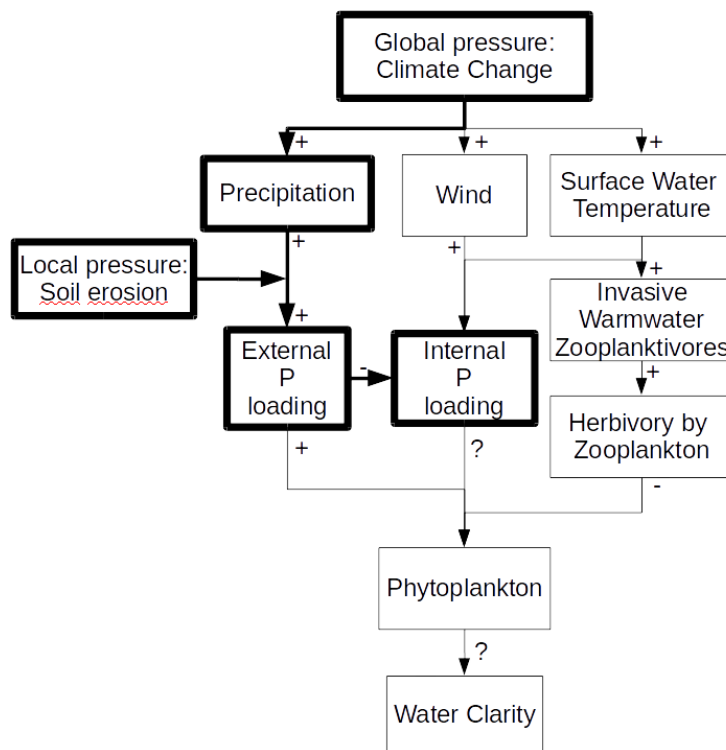 Global pressure:
Climate Change
+
+
+
Precipitation
Wind
Surface Water
Temperature
+
+
+
Local pressure:
Soil erosion
Invasive
Warmwater
Zooplanktivores
+
External
P
loading
-
Internal
P
loading
+
Herbivory by
Zooplankton
+
?
-
Phytoplankton
?
Water Clarity